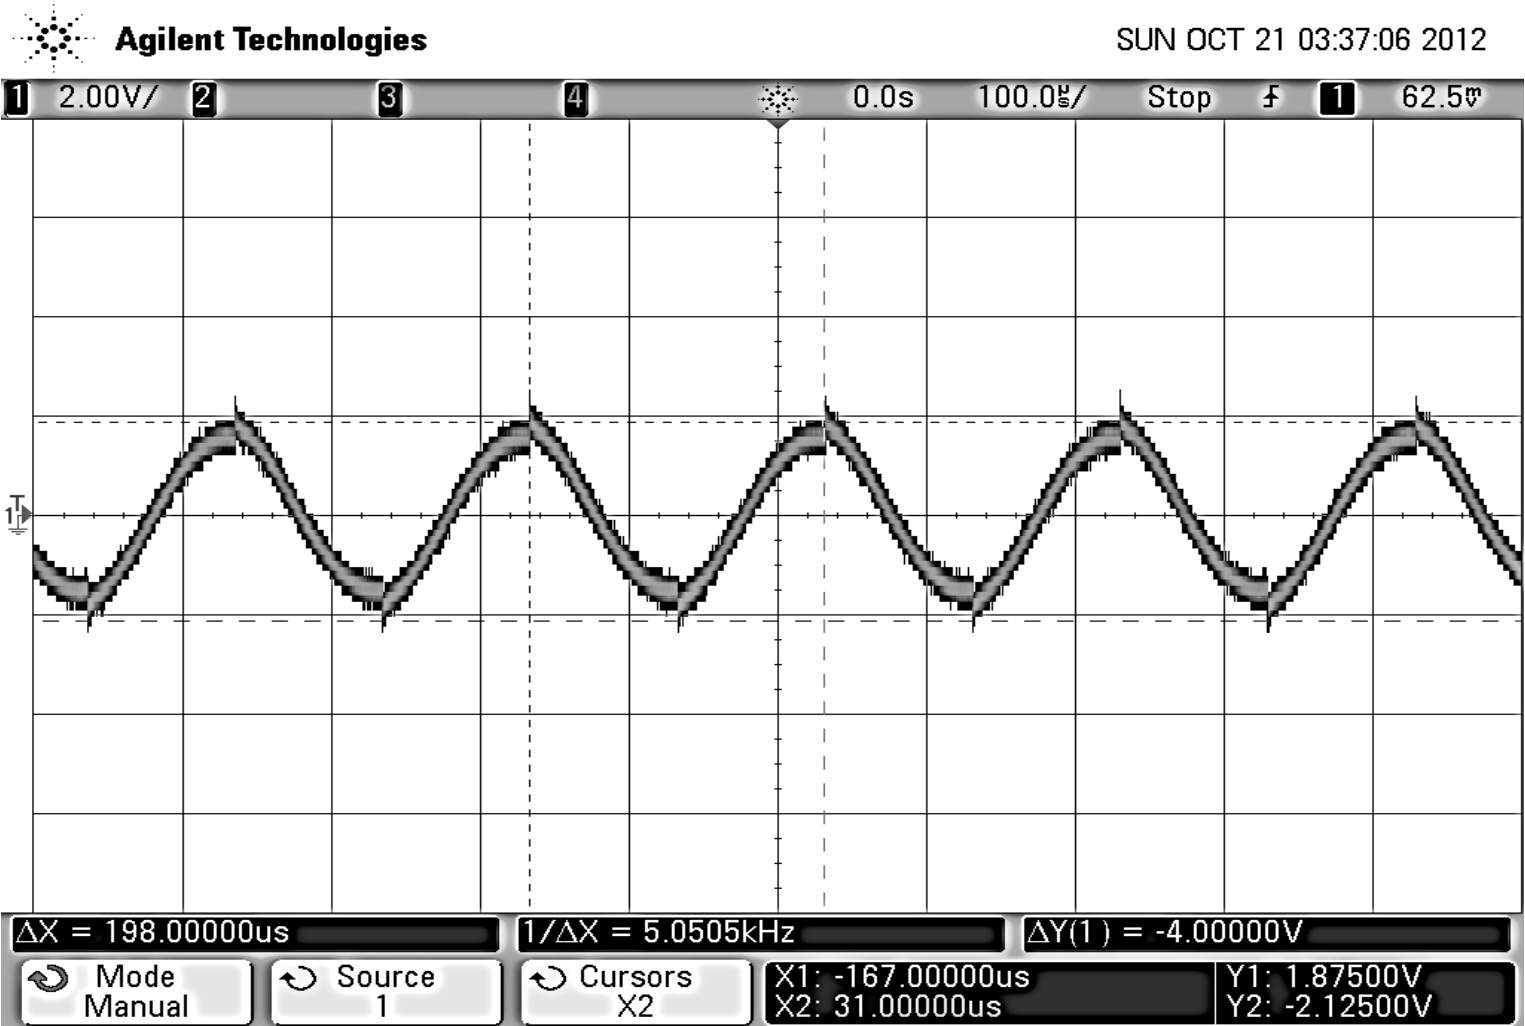 Agilent Technologies
SUN OCT 21 03:37:06 2012
1 2.00V/ 2 3 4 0.0s 100.0us/ Stop 1 62.5mV
T
1
ΔX = 198.00000us 1/ΔX = 5.0505kHz ΔY(1) = -4.00000V
Mode
Manual
Source
1
Cursors
X2
X1: -167.00000us
X2: 31.00000us
Y1: 1.87500V
Y2: -2.12500V